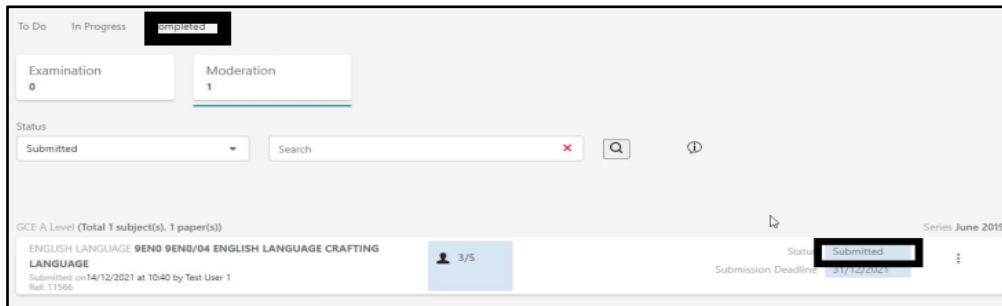 To Do In Progress Completed
Examination Moderation
0 1
Status
Submitted Search
GCE A Level (Total 1 subject(s), 1 paper(s)) Series June 2019
ENGLISH LANGUAGE 9EN0 9EN0/04 ENGLISH LANGUAGE CRAFTING 3/5 Status Submitted
LANGUAGE Submission Deadline 31/12/2021
Submitted on14/12/2021 at 10:40 by Test User 1
Ref: 11566